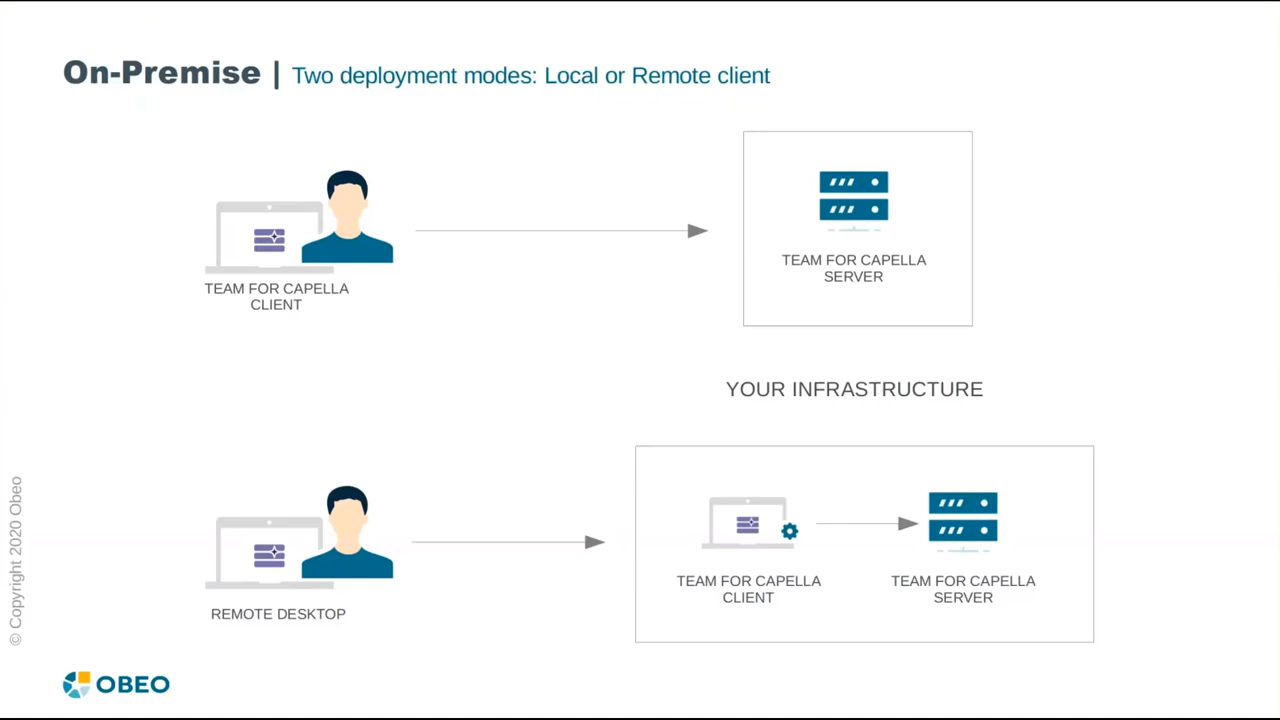 On-Premise | Two deployment modes: Local or Remote client
TEAM FOR CAPELLA
CLIENT
TEAM FOR CAPELLA
SERVER
YOUR INFRASTRUCTURE
REMOTE DESKTOP
TEAM FOR CAPELLA
CLIENT
TEAM FOR CAPELLA
SERVER
© Copyright 2020 Obeo
OBEO